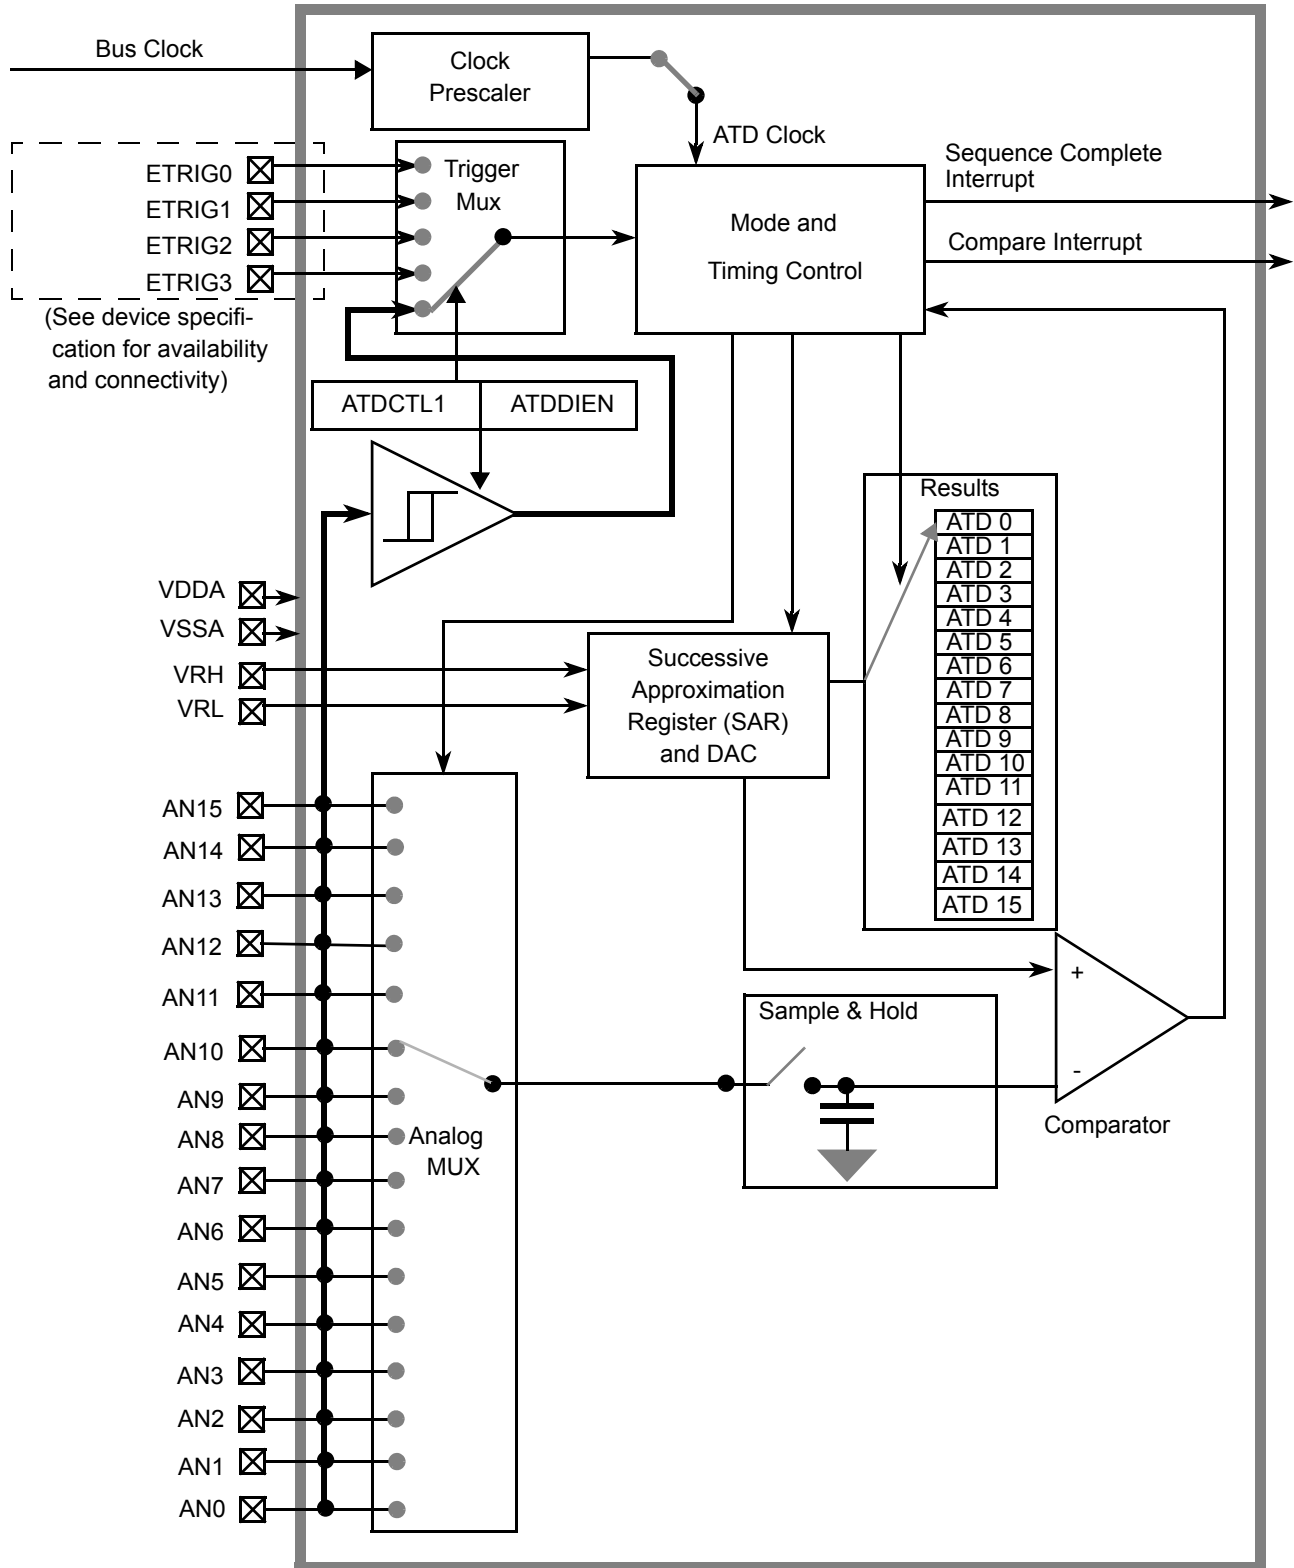 Bus Clock
Clock
Prescaler
ATD Clock
ETRIG0
ETRIG1
ETRIG2
ETRIG3
(See device specifi-
cation for availability
and connectivity)
Trigger
Mux
Mode and
Timing Control
Sequence Complete
Interrupt
Compare Interrupt
ATDCTL1
ATDDIEN
Results
ATD 0
ATD 1
ATD 2
ATD 3
ATD 4
ATD 5
ATD 6
ATD 7
ATD 8
ATD 9
ATD 10
ATD 11
ATD 12
ATD 13
ATD 14
ATD 15
VDDA
VSSA
VRH
VRL
Successive
Approximation
Register (SAR)
and DAC
AN15
AN14
AN13
AN12
AN11
AN10
AN9
AN8
AN7
AN6
AN5
AN4
AN3
AN2
AN1
AN0
Analog
MUX
Sample & Hold
+
-
Comparator